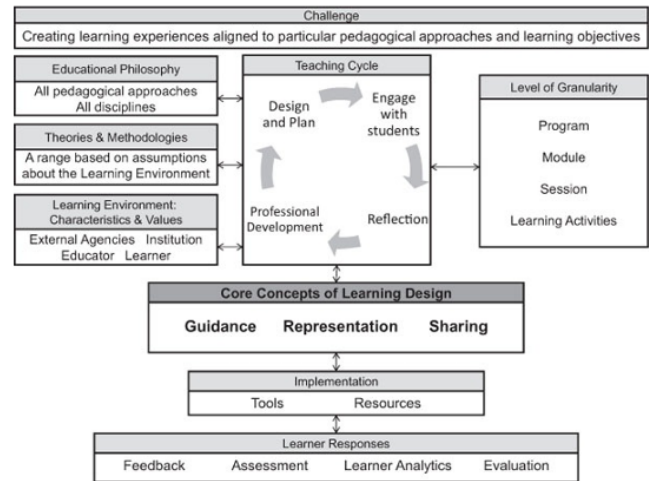 Challenge
Creating learning experiences aligned to particular pedagogical approaches and learning objectives
Educational Philosophy
All pedagogical approaches
All disciplines
Theories & Methodologies
A range based on assumptions
about the Learning Environment
Learning Environment:
Characteristics & Values
External Agencies Institution
Educator Learner
Teaching Cycle
Design
and Plan
Engage
with
students
Reflection
Professional
Development
Level of Granularity
Program
Module
Session
Learning Activities
Core Concepts of Learning Design
Guidance Representation Sharing
Implementation
Tools Resources
Learner Responses
Feedback Assessment Learner Analytics Evaluation